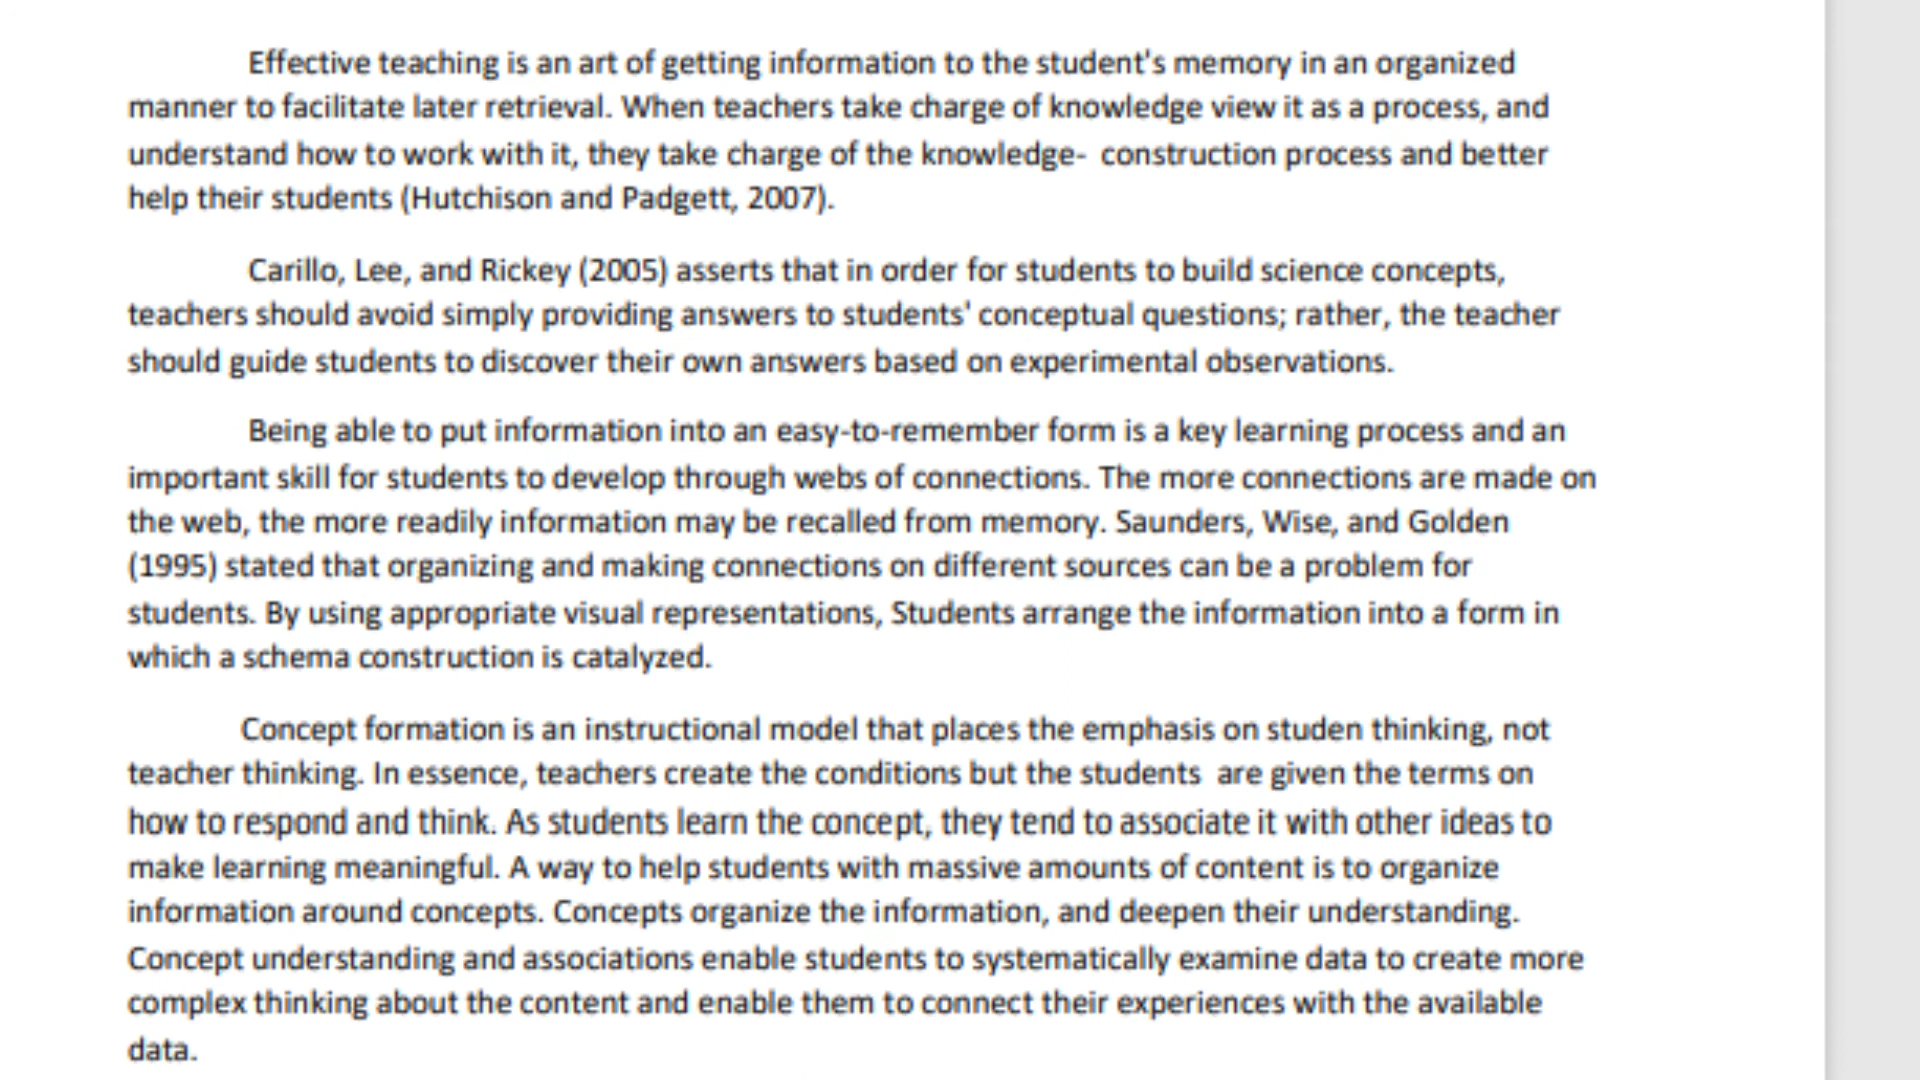 Effective teaching is an art of getting information to the student's memory in an organized
manner to facilitate later retrieval. When teachers take charge of knowledge view it as a process, and
understand how to work with it, they take charge of the knowledge- construction process and better
help their students (Hutchison and Padgett, 2007).
Carillo, Lee, and Rickey (2005) asserts that in order for students to build science concepts,
teachers should avoid simply providing answers to students' conceptual questions; rather, the teacher
should guide students to discover their own answers based on experimental observations.
Being able to put information into an easy-to-remember form is a key learning process and an
important skill for students to develop through webs of connections. The more connections are made on
the web, the more readily information may be recalled from memory. Saunders, Wise, and Golden
(1995) stated that organizing and making connections on different sources can be a problem for
students. By using appropriate visual representations, Students arrange the information into a form in
which a schema construction is catalyzed.
Concept formation is an instructional model that places the emphasis on studen thinking, not
teacher thinking. In essence, teachers create the conditions but the students  are given the terms on
how to respond and think. As students learn the concept, they tend to associate it with other ideas to
make learning meaningful. A way to help students with massive amounts of content is to organize
information around concepts. Concepts organize the information, and deepen their understanding.
Concept understanding and associations enable students to systematically examine data to create more
complex thinking about the content and enable them to connect their experiences with the available
data.